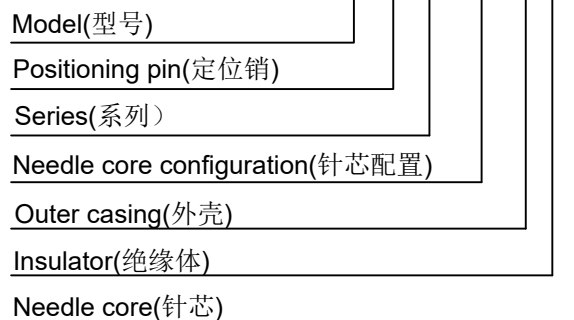 Model(型号)
Positioning pin(定位销)
Series(系列）
Needle core configuration(针芯配置)
Outer casing(外壳)
Insulator(绝缘体)
Needle core(针芯)